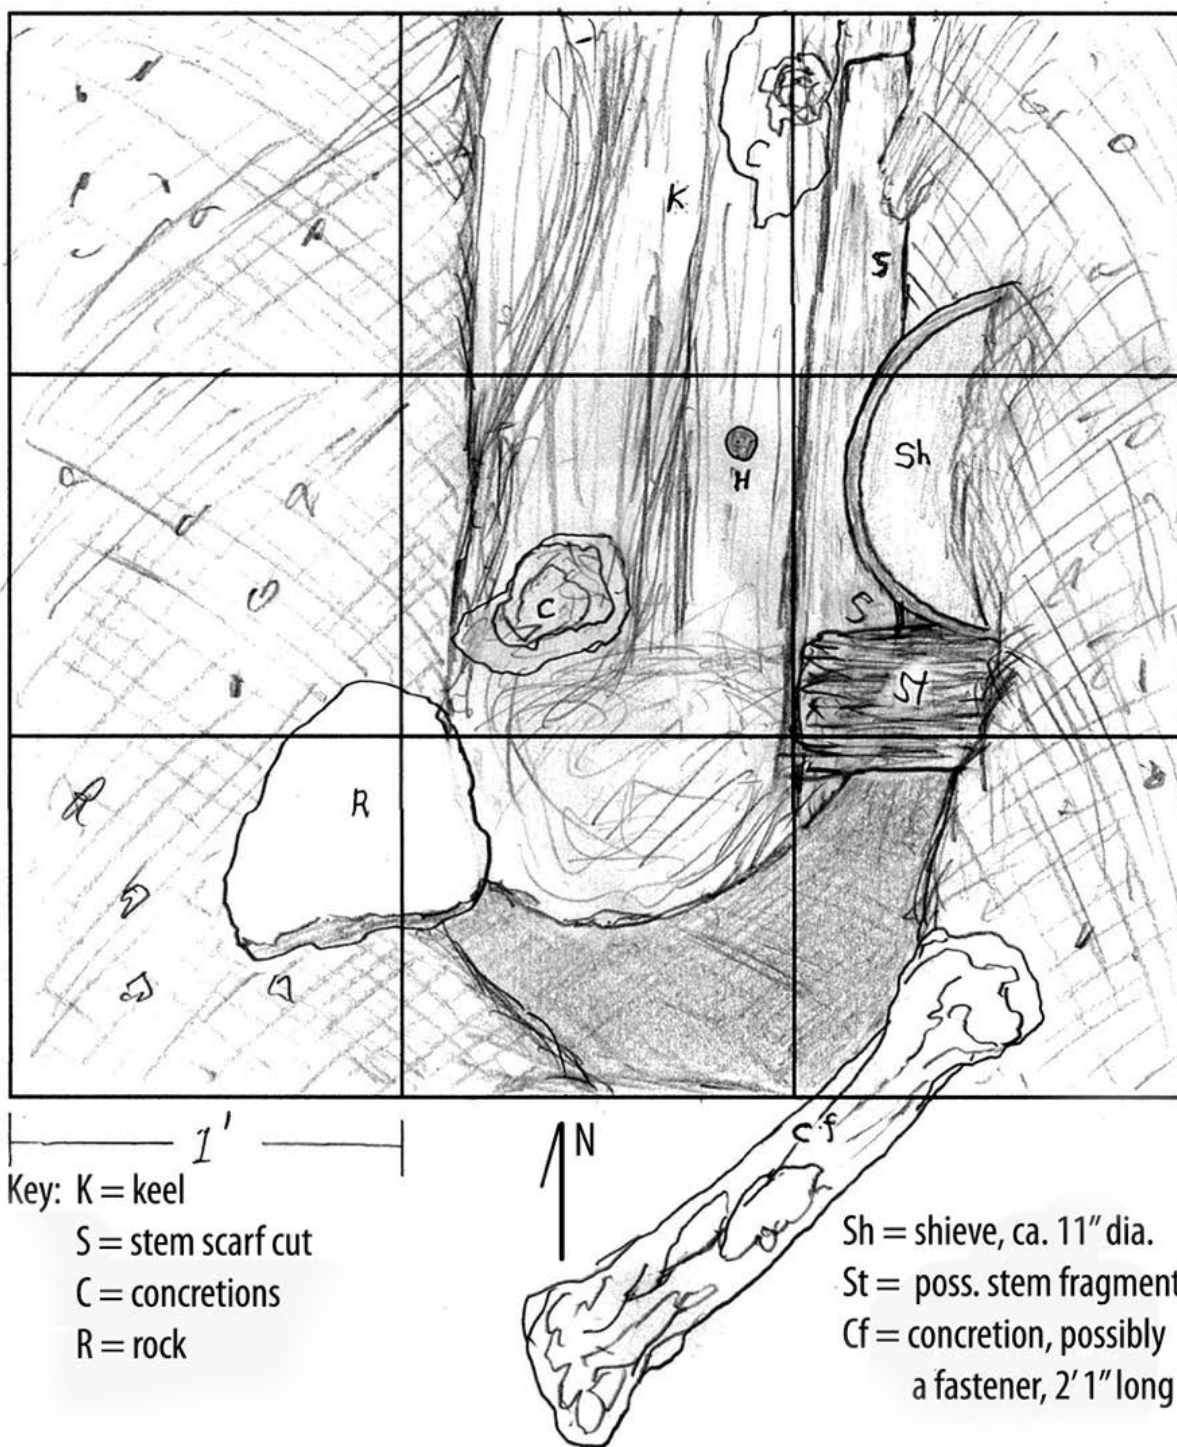 C
K
S
Sh
H
C
S
St
R
1'
N
cf
Key: K = keel
S = stem scarf cut
C = concretions
R = rock
Sh = shieve, ca. 11" dia.
St = poss. stem fragment
Cf = concretion, possibly
a fastener, 2' 1" long